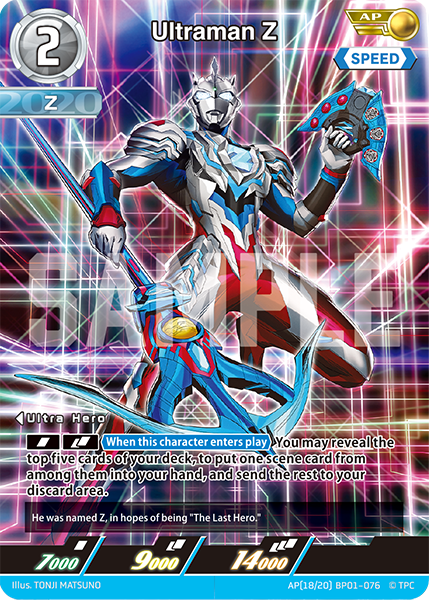 2
Ultraman Z
AP
SPEED
2020
Z
SAMPLE
Ultra Hero
When this character enters play You may reveal the
top five cards of your deck, to put one scene card from
among them into your hand, and send the rest to your
discard area.
He was named Z, in hopes of being "The Last Hero."
7000 9000 14000
Illus. TONJI MATSUNO AP[18/20] BP01-076 © TPC